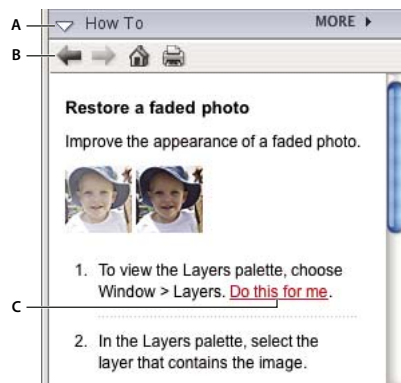 A
How To
MORE
B
Restore a faded photo
Improve the appearance of a faded photo.
1. To view the Layers palette, choose
Window > Layers. Do this for me.
C
2. In the Layers palette, select the
layer that contains the image.